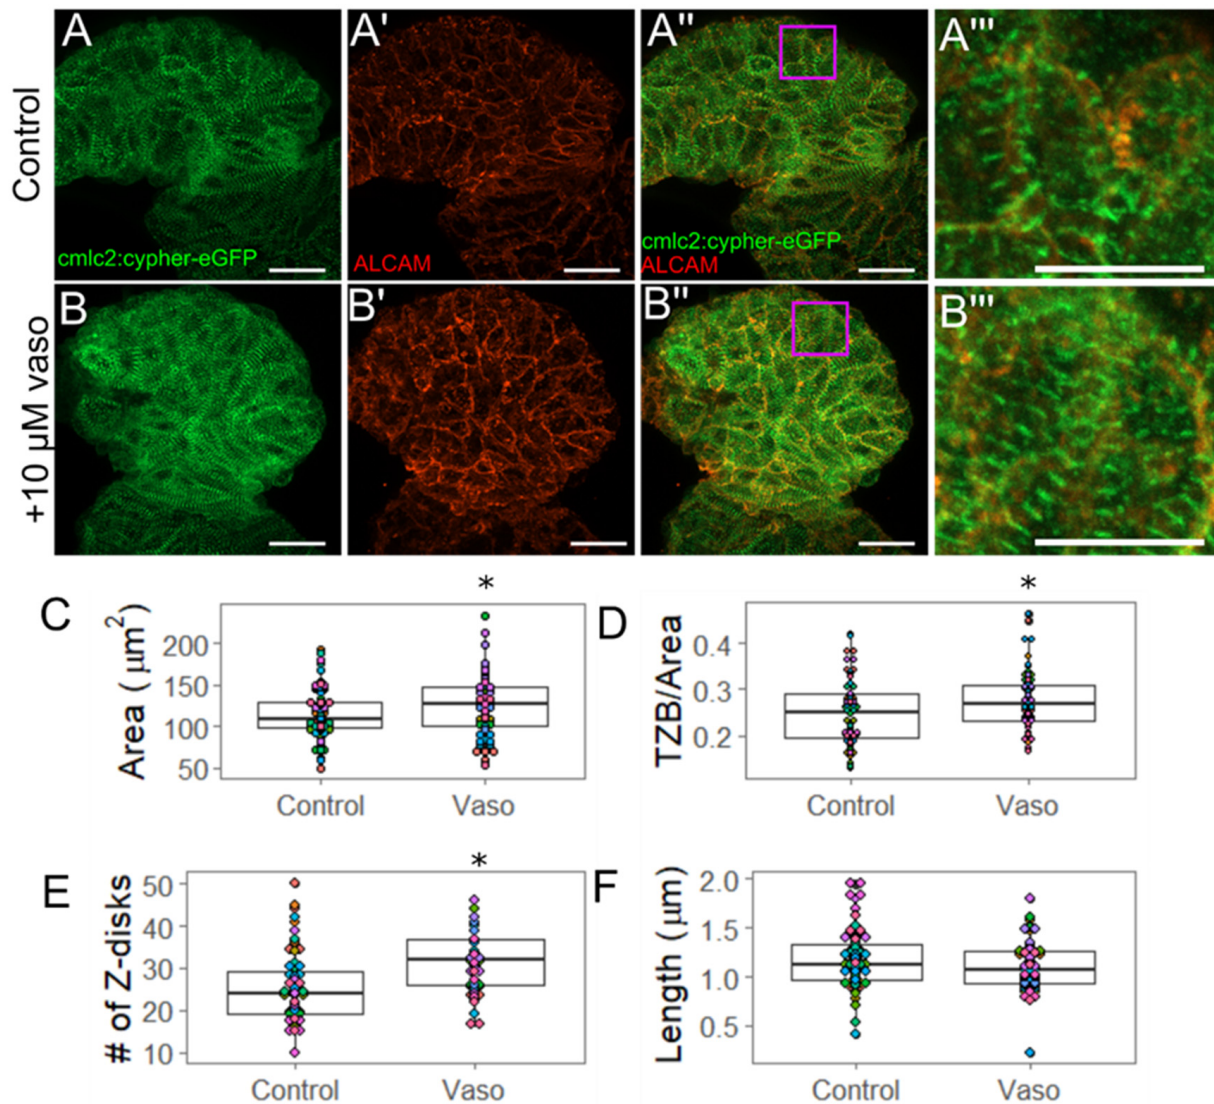 Control
A
cmlc2:cypher-eGFP
A'
ALCAM
A''
cmlc2:cypher-eGFP
ALCAM
A'''
+10 µM vaso
B
B'
B''
B'''
C
Area ( μm²)
200
150
100
50
*
Control
Vaso
D
TZB/Area
0.4
0.3
0.2
*
Control
Vaso
E
# of Z-disks
50
40
30
20
10
*
Control
Vaso
F
Length ( μm)
2.0
1.5
1.0
0.5
Control
Vaso